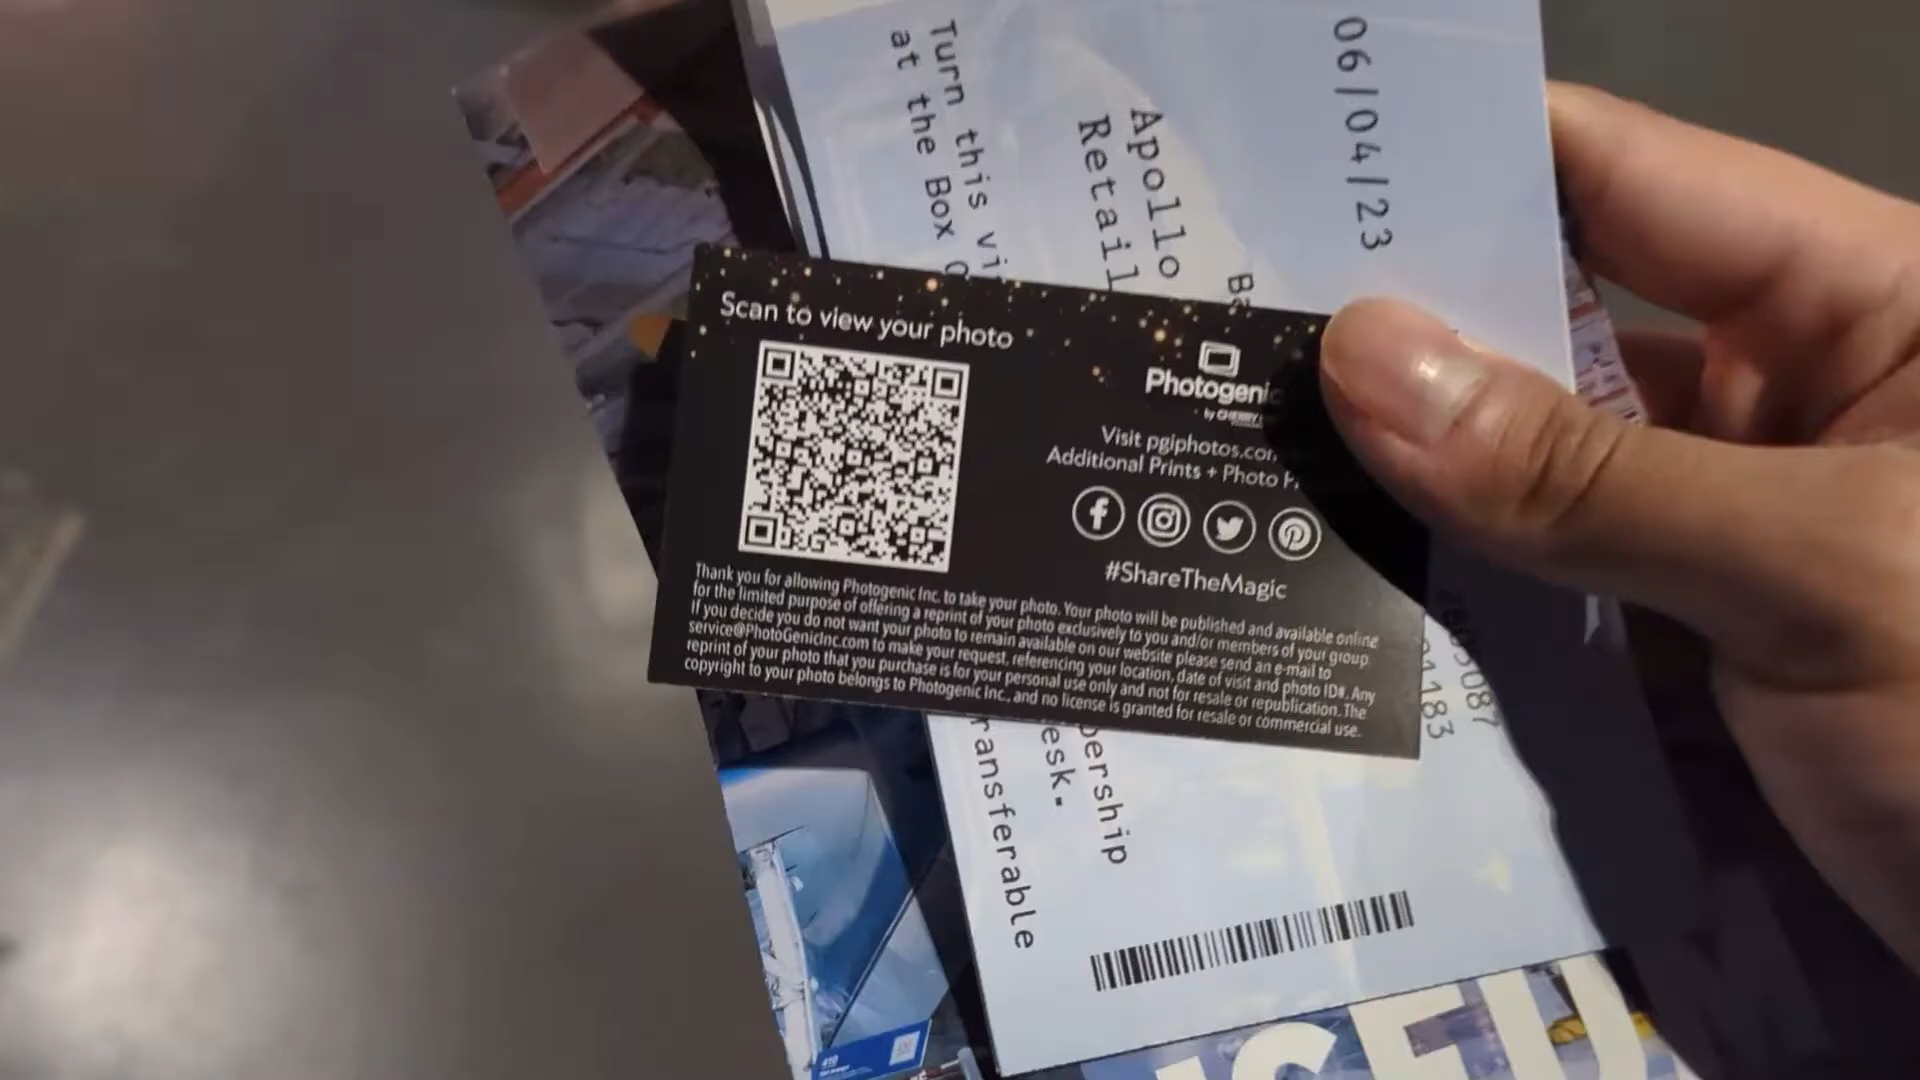 06/04/23
Apollo
Retail
Turn this
at the Box
Scan to view your photo
Photogenic
by CHERRY
Visit pgiphotos.com
Additional Prints + Photo
#ShareTheMagic
Thank you for allowing Photogenic Inc. to take your photo. Your photo will be published and available online
for the limited purpose of offering a reprint of your photo exclusively to you and/or members of your group.
If you decide you do not want your photo to remain available on our website please send an e-mail to
service@PhotoGenicInc.com to make your request, referencing your location, date of visit and photo ID#. Any
reprint of your photo that you purchase is for your personal use only and not for resale or republication. The
copyright to your photo belongs to Photogenic Inc., and no license is granted for resale or commercial use.
ership
esk.
ransferable